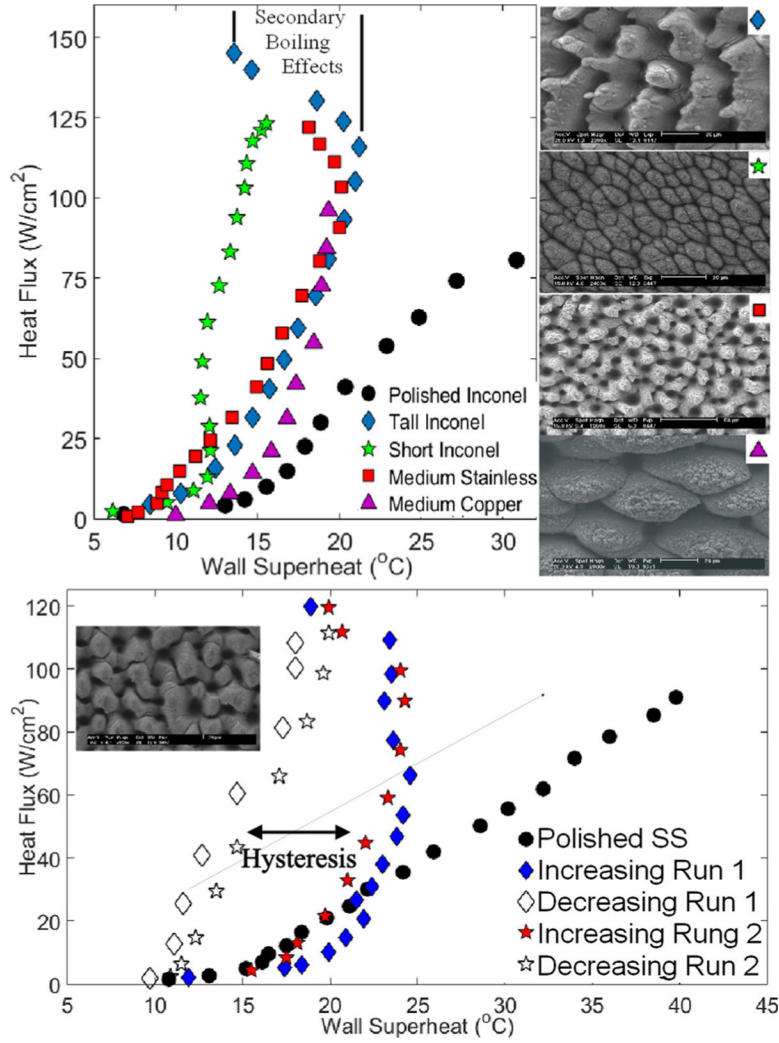 Secondary
Boiling
Effects
150
125
100
75
50
25
0
Heat Flux (W/cm²)
Polished Inconel
Tall Inconel
Short Inconel
Medium Stainless
Medium Copper
5 10 15 20 25 30
Wall Superheat (°C)
120
100
80
60
40
20
0
Heat Flux (W/cm²)
Hysteresis
Polished SS
Increasing Run 1
Decreasing Run 1
Increasing Rung 2
Decreasing Run 2
5 10 15 20 25 30 35 40 45
Wall Superheat (°C)